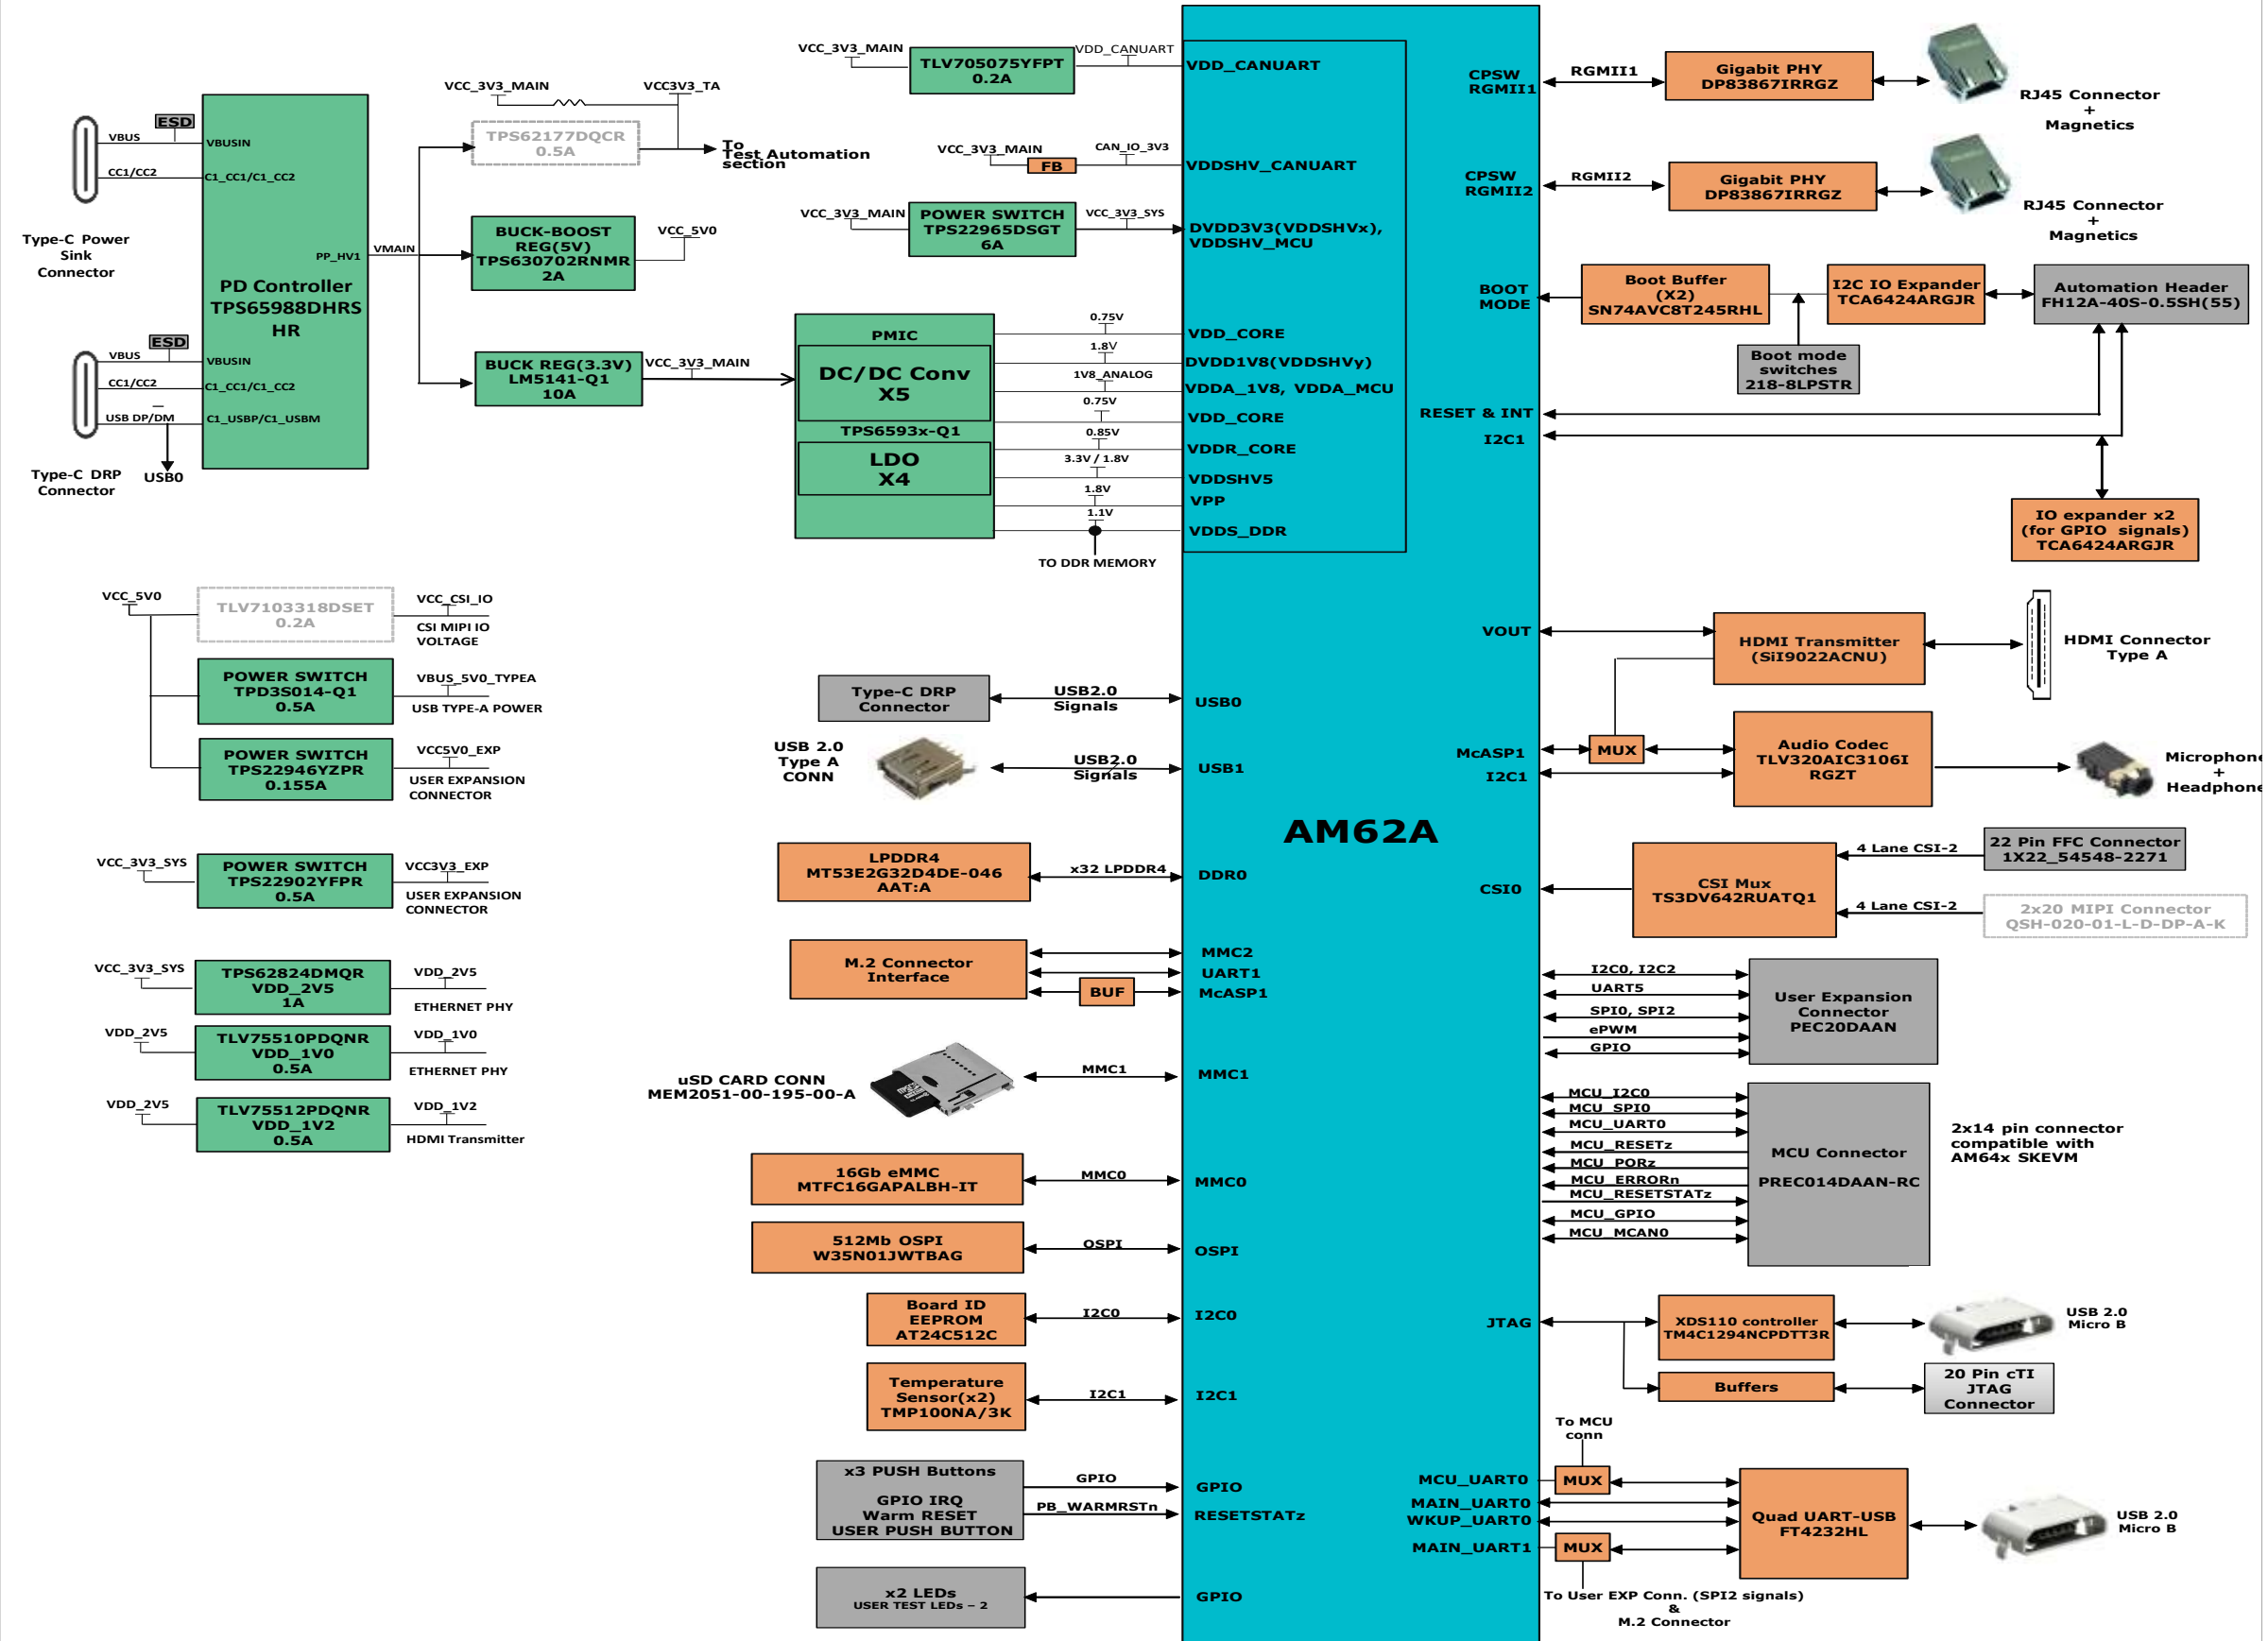 VBUS
ESD
VBUSIN
CC1/CC2
C1_CC1/C1_CC2
Type-C Power
Sink
Connector
PD Controller
TPS65988DHRS
HR
PP_HV1
VMAIN
VBUS
ESD
VBUSIN
CC1/CC2
C1_CC1/C1_CC2
USB DP/DM
C1_USBP/C1_USBM
Type-C DRP
Connector
USB0
VCC_3V3_MAIN
VCC3V3_TA
TPS62177DQCR
0.5A
To
Test Automation
section
BUCK-BOOST
REG(5V)
TPS630702RNMR
2A
VCC_5V0
BUCK REG(3.3V)
LM5141-Q1
10A
VCC_3V3_MAIN
VCC_3V3_MAIN
TLV705075YFPT
0.2A
VDD_CANUART
VDD_CANUART
VCC_3V3_MAIN
FB
CAN_IO_3V3
VDDSHV_CANUART
VCC_3V3_MAIN
POWER SWITCH
TPS22965DSGT
6A
VCC_3V3_SYS
DVDD3V3(VDDSHVx),
VDDSHV_MCU
PMIC
DC/DC Conv
X5
TPS6593x-Q1
LDO
X4
0.75V
VDD_CORE
1.8V
DVDD1V8(VDDSHVy)
1V8_ANALOG
VDDA_1V8, VDDA_MCU
0.75V
VDD_CORE
0.85V
VDDR_CORE
3.3V / 1.8V
VDDSHV5
1.8V
VPP
1.1V
VDDS_DDR
TO DDR MEMORY
VCC_5V0
TLV7103318DSET
0.2A
VCC_CSI_IO
CSI MIPI IO
VOLTAGE
POWER SWITCH
TPD3S014-Q1
0.5A
VBUS_5V0_TYPEA
USB TYPE-A POWER
POWER SWITCH
TPS22946YZPR
0.155A
VCC5V0_EXP
USER EXPANSION
CONNECTOR
VCC_3V3_SYS
POWER SWITCH
TPS22902YFPR
0.5A
VCC3V3_EXP
USER EXPANSION
CONNECTOR
VCC_3V3_SYS
TPS62824DMQR
VDD_2V5
1A
VDD_2V5
ETHERNET PHY
VDD_2V5
TLV75510PDQNR
VDD_1V0
0.5A
VDD_1V0
ETHERNET PHY
VDD_2V5
TLV75512PDQNR
VDD_1V2
0.5A
VDD_1V2
HDMI Transmitter
Type-C DRP
Connector
USB2.0
Signals
USB0
USB 2.0
Type A
CONN
USB2.0
Signals
USB1
LPDDR4
MT53E2G32D4DE-046
AAT:A
x32 LPDDR4
DDR0
M.2 Connector
Interface
BUF
MMC2
UART1
McASP1
uSD CARD CONN
MEM2051-00-195-00-A
MMC1
MMC1
16Gb eMMC
MTFC16GAPALBH-IT
MMC0
MMC0
512Mb OSPI
W35N01JWTBAG
OSPI
OSPI
Board ID
EEPROM
AT24C512C
I2C0
I2C0
Temperature
Sensor(x2)
TMP100NA/3K
I2C1
I2C1
x3 PUSH Buttons
GPIO IRQ
Warm RESET
USER PUSH BUTTON
GPIO
PB_WARMRSTn
GPIO
RESETSTATz
x2 LEDs
USER TEST LEDs – 2
GPIO
AM62A
CPSW
RGMII1
RGMII1
Gigabit PHY
DP83867IRRGZ
RJ45 Connector
+
Magnetics
CPSW
RGMII2
RGMII2
Gigabit PHY
DP83867IRRGZ
RJ45 Connector
+
Magnetics
BOOT
MODE
Boot Buffer
(X2)
SN74AVC8T245RHL
I2C IO Expander
TCA6424ARGJR
Automation Header
FH12A-40S-0.5SH(55)
Boot mode
switches
218-8LPSTR
RESET & INT
I2C1
IO expander x2
(for GPIO signals)
TCA6424ARGJR
VOUT
HDMI Transmitter
(SiI9022ACNU)
HDMI Connector
Type A
McASP1
MUX
I2C1
Audio Codec
TLV320AIC3106I
RGZT
Microphone
+
Headphone
CSI0
CSI Mux
TS3DV642RUATQ1
4 Lane CSI-2
22 Pin FFC Connector
1X22_54548-2271
4 Lane CSI-2
2x20 MIPI Connector
QSH-020-01-L-D-DP-A-K
I2C0, I2C2
UART5
SPI0, SPI2
ePWM
GPIO
User Expansion
Connector
PEC20DAAN
MCU_I2C0
MCU_SPI0
MCU_UART0
MCU_RESETz
MCU_PORz
MCU_ERRORn
MCU_RESETSTATz
MCU_GPIO
MCU_MCAN0
MCU Connector
PREC014DAAN-RC
2x14 pin connector
compatible with
AM64x SKEVM
JTAG
XDS110 controller
TM4C1294NCPDTT3R
USB 2.0
Micro B
Buffers
20 Pin cTI
JTAG
Connector
To MCU
conn
MCU_UART0
MUX
MAIN_UART0
WKUP_UART0
MAIN_UART1
MUX
Quad UART-USB
FT4232HL
USB 2.0
Micro B
To User EXP Conn. (SPI2 signals)
&
M.2 Connector